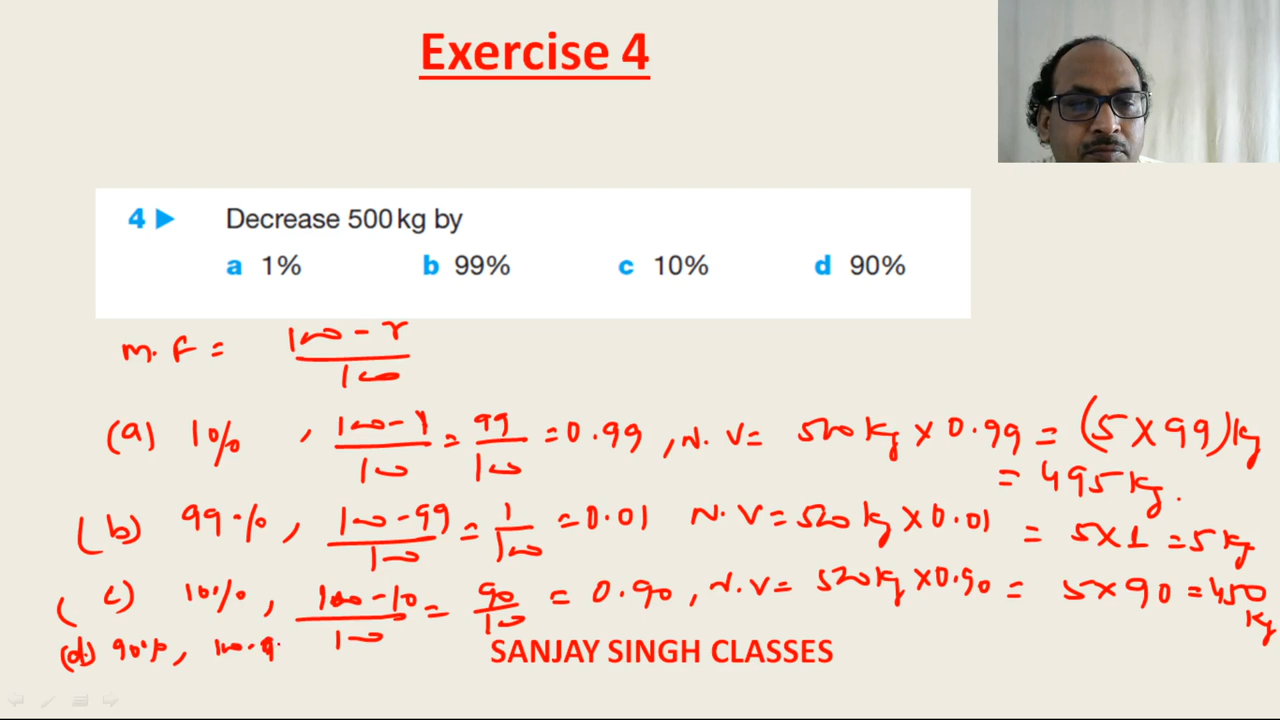 Exercise 4
4 ▶ Decrease 500 kg by
a 1% b 99% c 10% d 90%
M.F = 100 - r / 100
(a) 1%, 100-1 / 100 = 99 / 100 = 0.99, N.V = 500 kg × 0.99 = (5 × 99) kg
= 495 kg.
(b) 99%, 100-99 / 100 = 1 / 100 = 0.01 N.V = 500 kg × 0.01 = 5 × 1 = 5 kg
(c) 10%, 100-10 / 100 = 90 / 100 = 0.90, N.V = 500 kg × 0.90 = 5 × 90 = 450 kg
(d) 90%, 100-9
SANJAY SINGH CLASSES